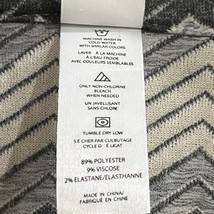 MACHINE WASH IN
COLD WATER
WITH SIMILAR COLORS
LAVER À LA MACHINE
À L'EAU FROIDE
AVEC COULEURS SEMBLABLES
ONLY NON-CHLORINE
BLEACH
WHEN NEEDED
UN JAVELLISANT
SANS CHLORE
TUMBLE DRY LOW
SÉCHER PAR CULBUTAGE
CYCLE DÉLIGAT
89% POLYESTER
9% VISCOSE
2% ELASTANE/ELASTHANNE
MADE IN CHINA/
FABRIQUÉ EN CHINE